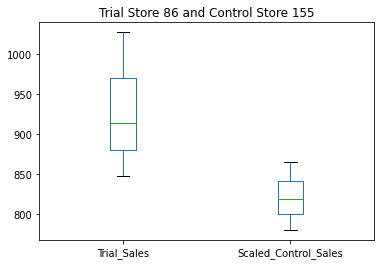 Trial Store 86 and Control Store 155
1000
950
900
850
800
Trial_Sales
Scaled_Control_Sales